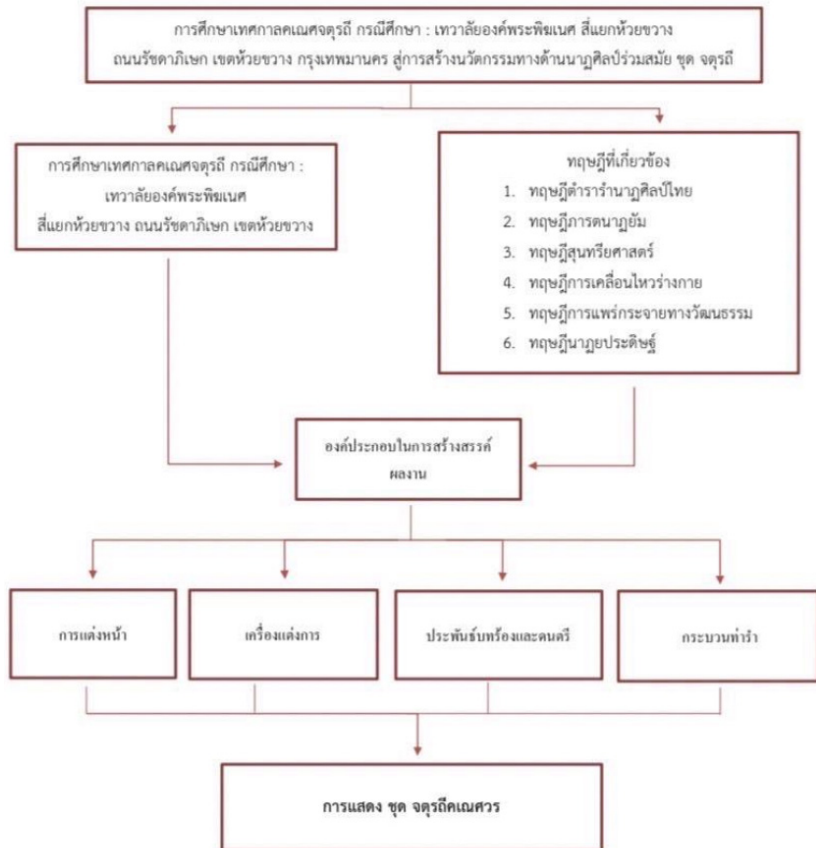 การศึกษาเทศกาลคเณศจตุรถี กรณีศึกษา : เทวาลัยองค์พระพิฆเนศ สี่แยกห้วยขวาง
ถนนรัชดาภิเษก เขตห้วยขวาง กรุงเทพมานคร สู่การสร้างนวัตกรรมทางด้านนาฏศิลป์ร่วมสมัย ชุด จตุรถี
การศึกษาเทศกาลคเณศจตุรถี กรณีศึกษา :
เทวาลัยองค์พระพิฆเนศ
สี่แยกห้วยขวาง ถนนรัชดาภิเษก เขตห้วยขวาง
ทฤษฎีที่เกี่ยวข้อง
1. ทฤษฎีตำรารำนาฏศิลป์ไทย
2. ทฤษฎีภารตนาฏยัม
3. ทฤษฎีสุนทรียศาสตร์
4. ทฤษฎีการเคลื่อนไหวร่างกาย
5. ทฤษฎีการแพร่กระจายทางวัฒนธรรม
6. ทฤษฎีนาฏยประดิษฐ์
องค์ประกอบในการสร้างสรรค์
ผลงาน
การแต่งหน้า
เครื่องแต่งการ
ประพันธ์บทร้องและดนตรี
กระบวนท่ารำ
การแสดง ชุด จตุรถีคเณศวร